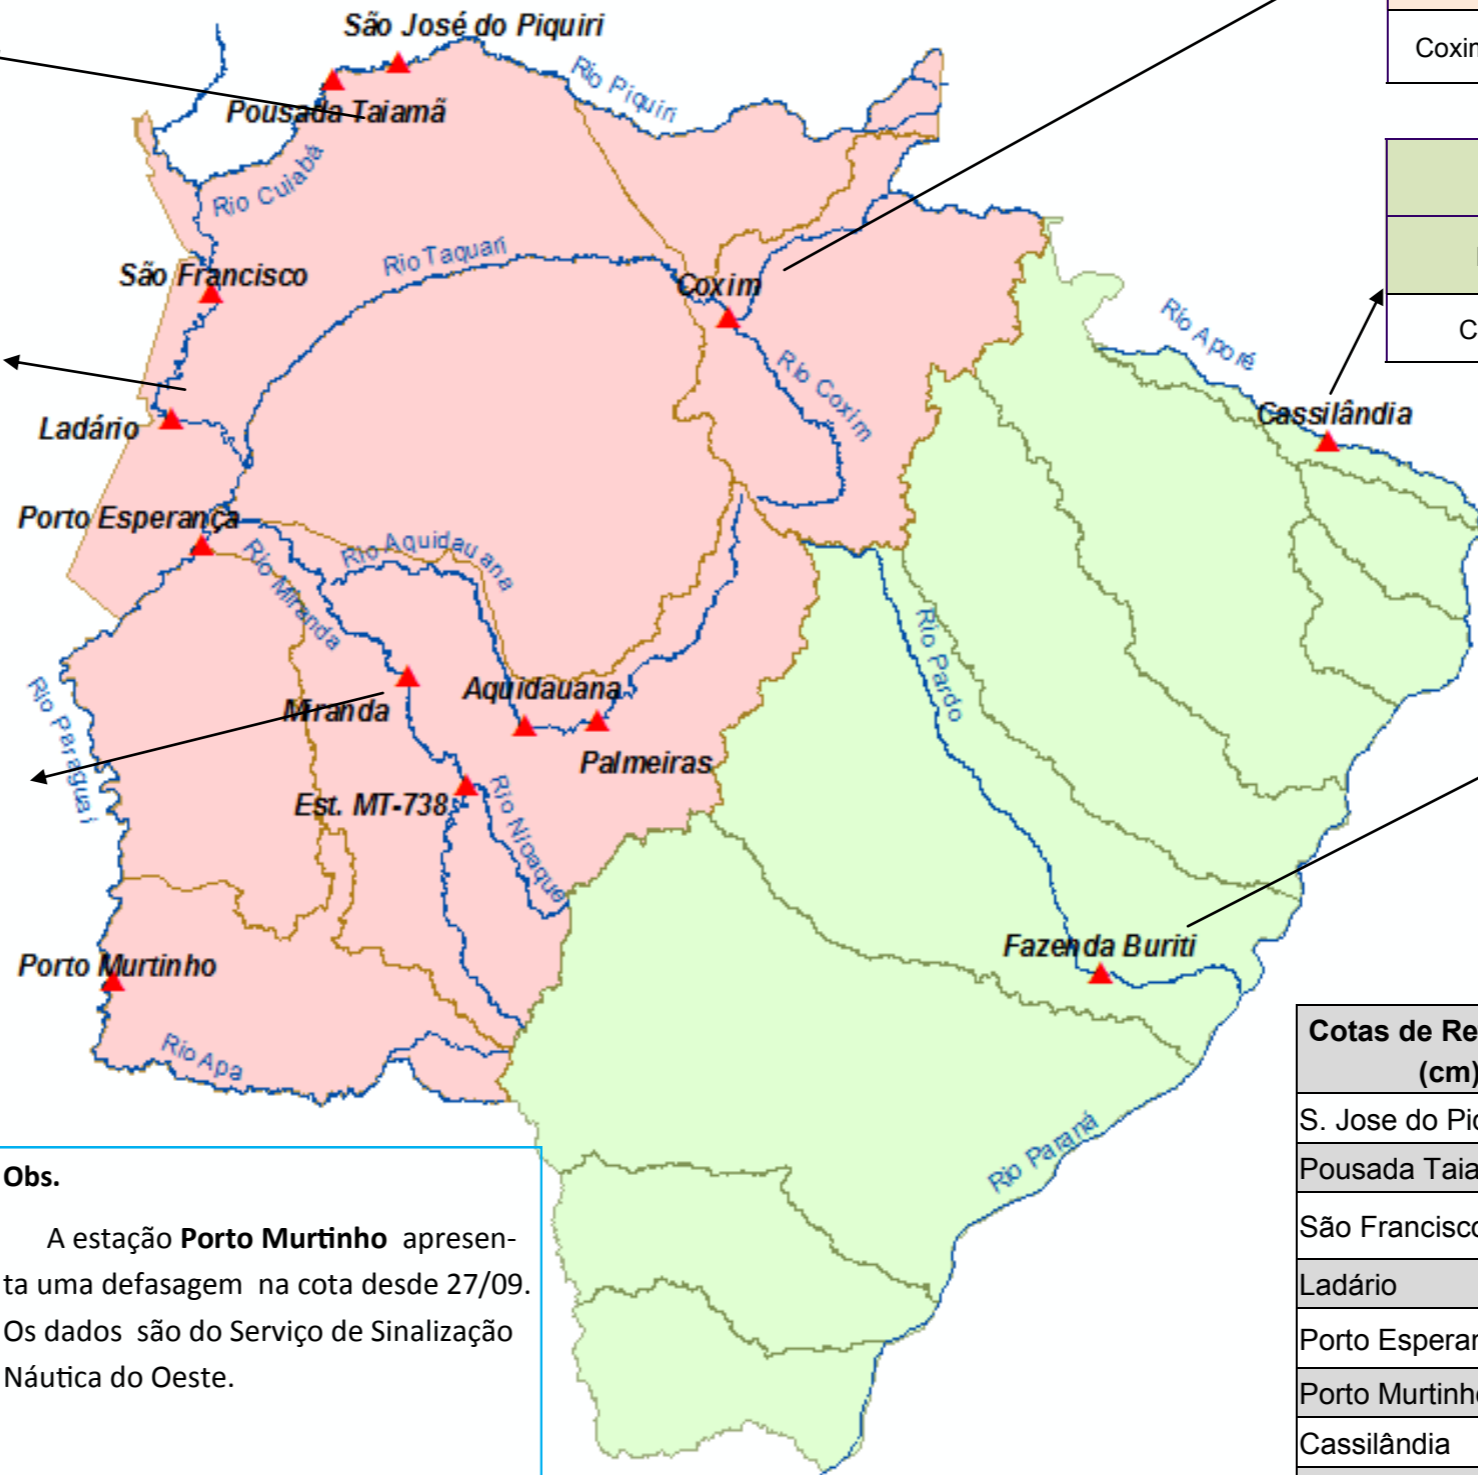 São José do Piquiri
Rio Piquiri
Pousada Taiamã
Rio Cuiabá
São Francisco
Rio Taquari
Coxim
Rio Coxim
Rio Aporé
Cassilândia
Ladário
Porto Esperança
Rio Miranda
Rio Aquidauana
Rio Pardo
Rio Paraguai
Miranda
Aquidauana
Palmeiras
Est. MT-738
Rio Nioaque
Porto Murtinho
Fazenda Buriti
Rio Apa
Rio Paraná
Coxim
C
Cotas de Re
(cm)
S. Jose do Pi
Pousada Taia
São Francisco
Ladário
Porto Esperan
Porto Murtinho
Cassilândia
Obs.
A estação Porto Murtinho apresen-
ta uma defasagem na cota desde 27/09.
Os dados são do Serviço de Sinalização
Náutica do Oeste.